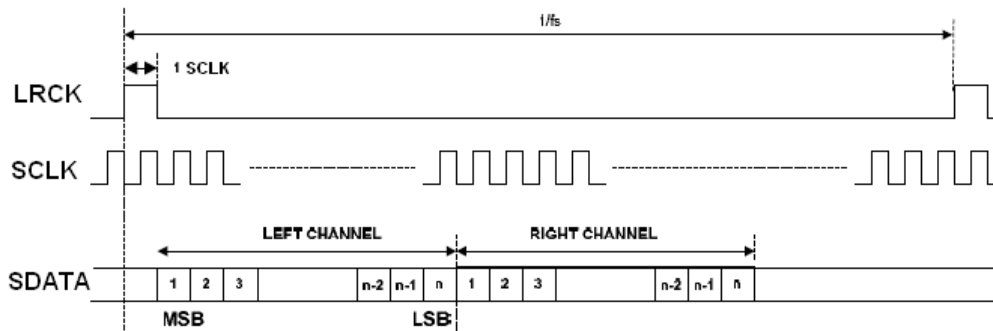 1/fs
1 SCLK
LRCK
SCLK
LEFT CHANNEL RIGHT CHANNEL
SDATA 1 2 3 n-2 n-1 n 1 2 3 n-2 n-1 n
MSB LSB